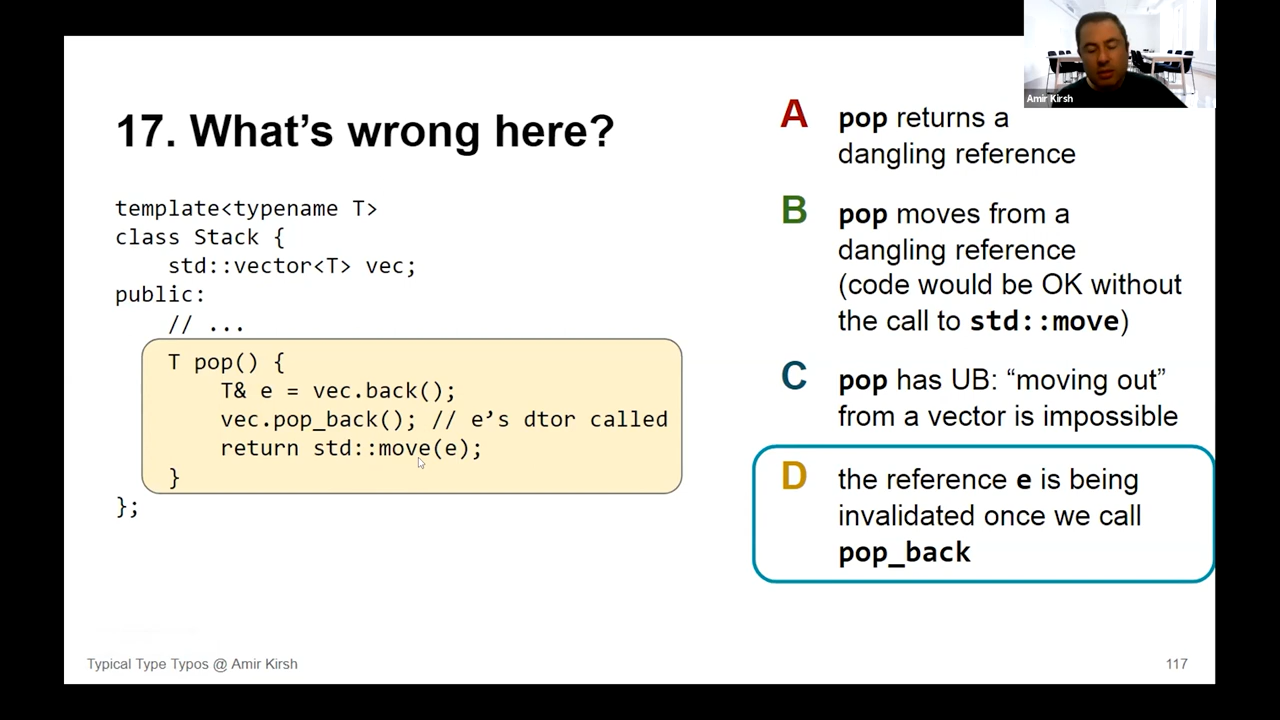 Amir Kirsh
17. What's wrong here?
template<typename T>
class Stack {
    std::vector<T> vec;
public:
    // ...
    T pop() {
        T& e = vec.back();
        vec.pop_back(); // e's dtor called
        return std::move(e);
    }
};
A pop returns a
dangling reference
B pop moves from a
dangling reference
(code would be OK without
the call to std::move)
C pop has UB: “moving out”
from a vector is impossible
D the reference e is being
invalidated once we call
pop_back
Typical Type Typos @ Amir Kirsh
117